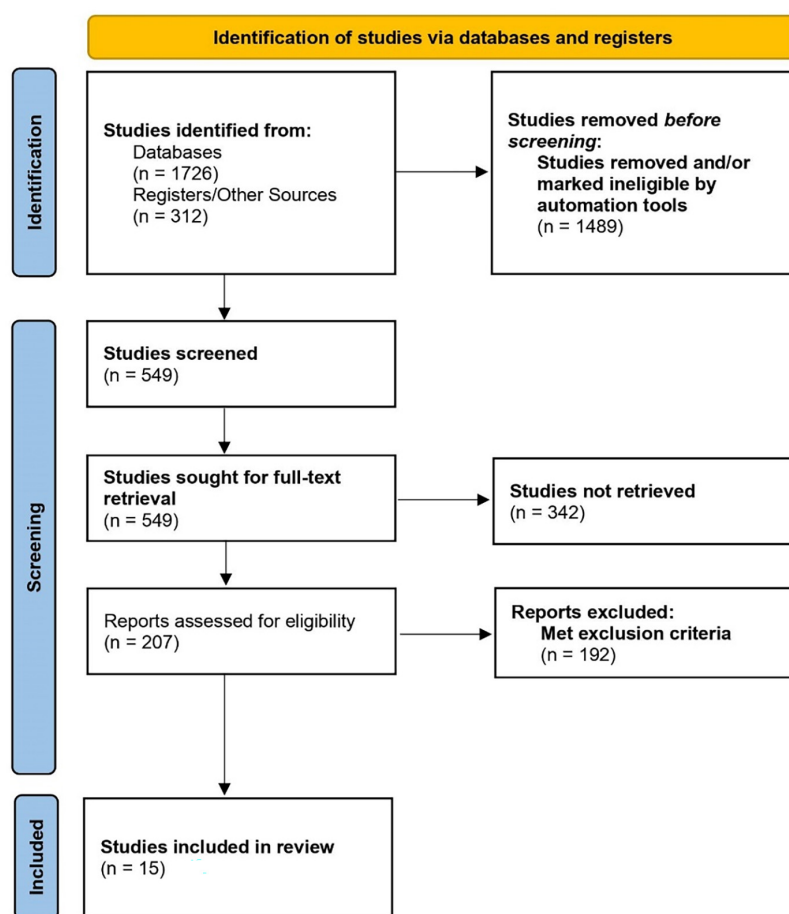 Identification of studies via databases and registers
Identification
Studies identified from:
Databases
(n = 1726)
Registers/Other Sources
(n = 312)
Studies removed before
screening:
Studies removed and/or
marked ineligible by
automation tools
(n = 1489)
Screening
Studies screened
(n = 549)
Studies sought for full-text
retrieval
(n = 549)
Studies not retrieved
(n = 342)
Reports assessed for eligibility
(n = 207)
Reports excluded:
Met exclusion criteria
(n = 192)
Included
Studies included in review
(n = 15)